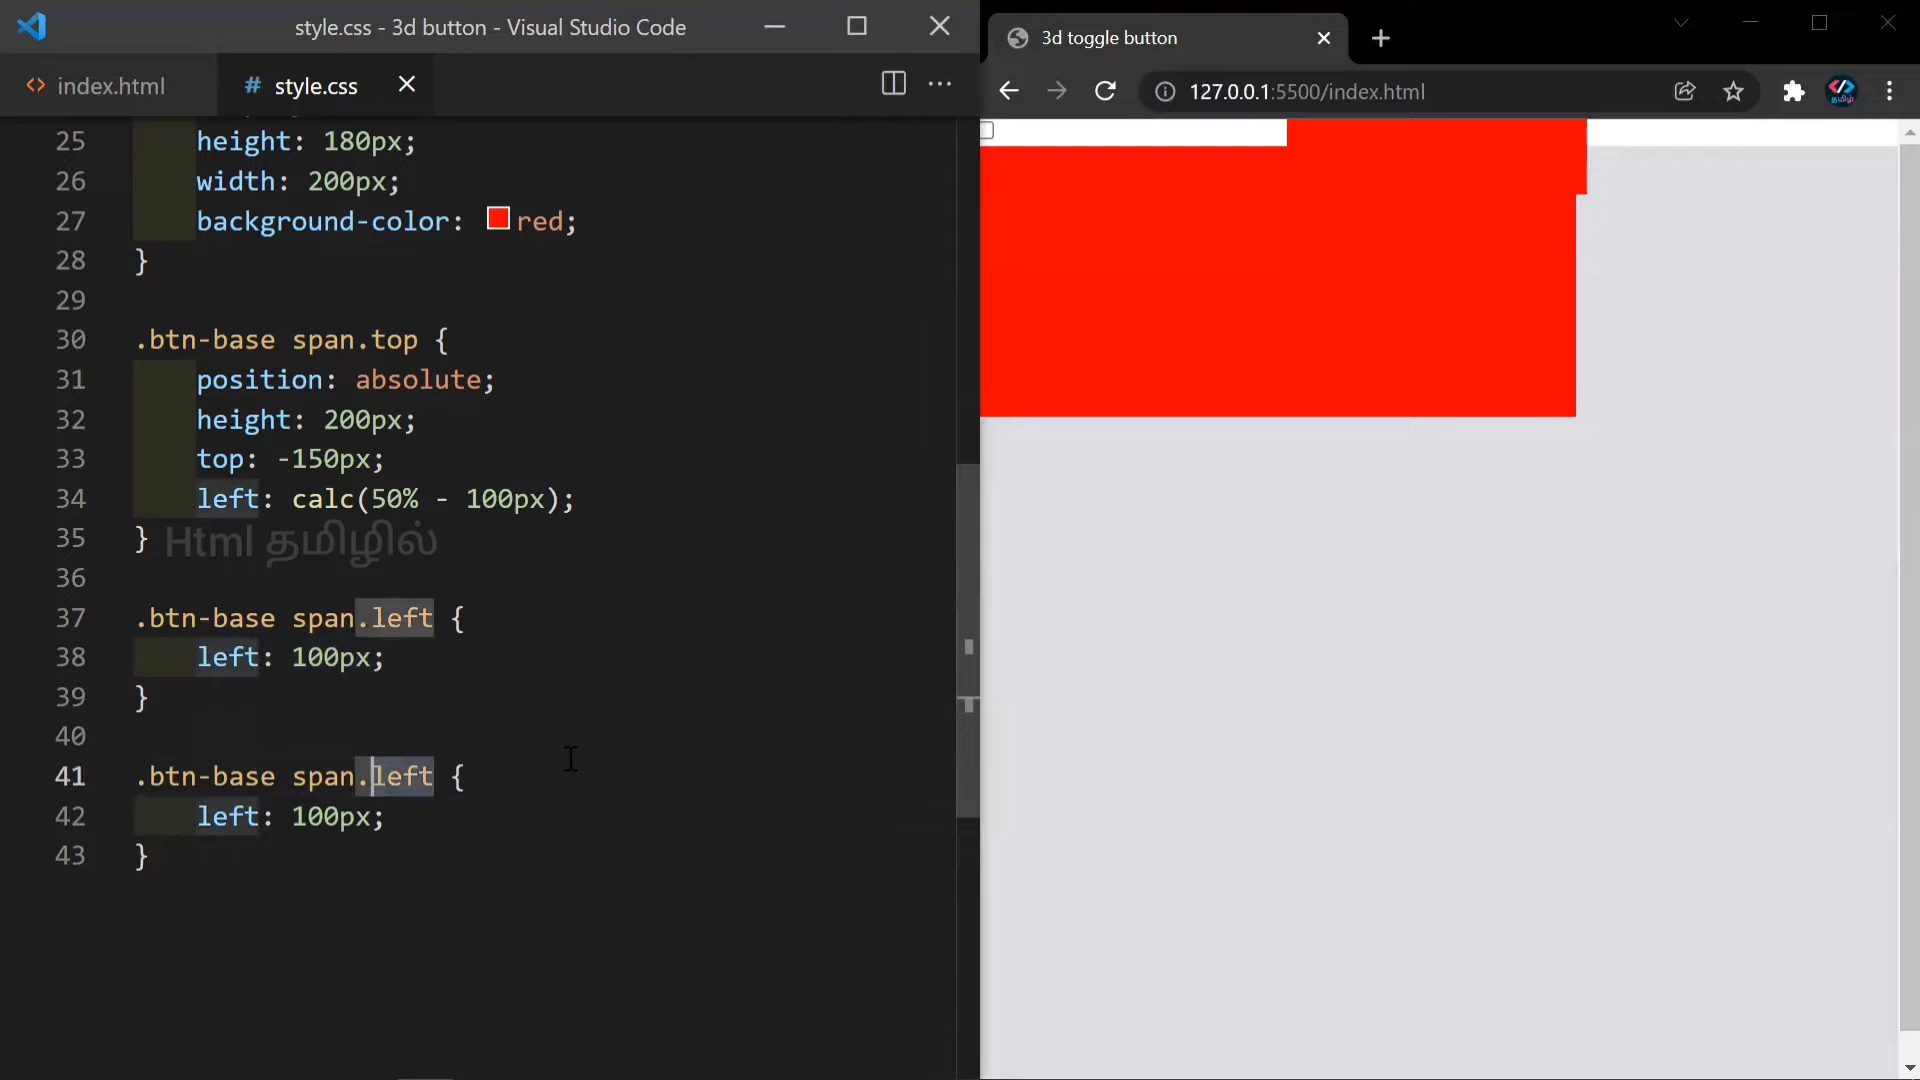 style.css - 3d button - Visual Studio Code
index.html
# style.css
25 height: 180px;
26 width: 200px;
27 background-color: red;
28 }
29
30 .btn-base span.top {
31 position: absolute;
32 height: 200px;
33 top: -150px;
34 left: calc(50% - 100px);
35 }
Html தமிழில்
36
37 .btn-base span.left {
38 left: 100px;
39 }
40
41 .btn-base span.left {
42 left: 100px;
43 }
3d toggle button
127.0.0.1:5500/index.html